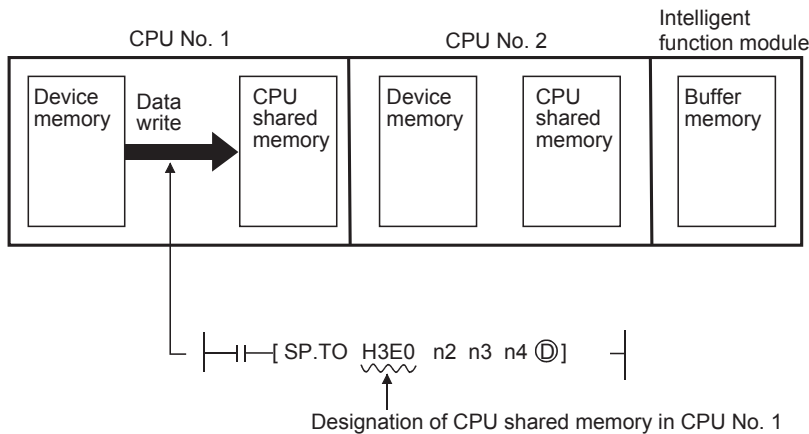 CPU No. 1
CPU No. 2
Intelligent
function module
Device
memory
Data
write
CPU
shared
memory
Device
memory
CPU
shared
memory
Buffer
memory
[ SP.TO H3E0 n2 n3 n4 Ⓓ ]
Designation of CPU shared memory in CPU No. 1